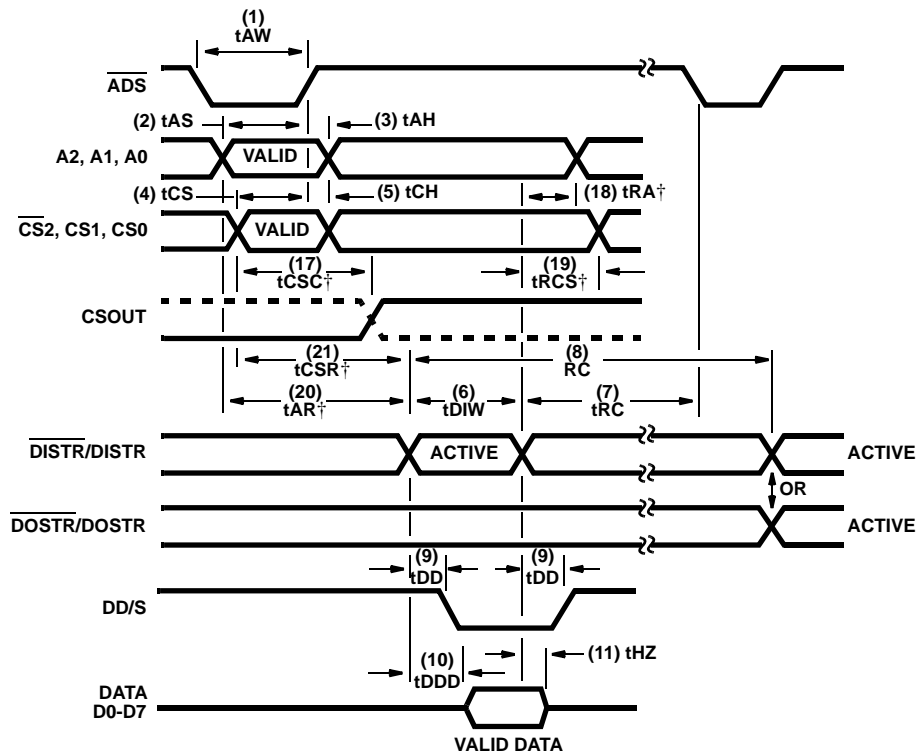 (1)
tAW
ADS
(2) tAS
(3) tAH
A2, A1, A0
VALID
(4) tCS
(5) tCH
(18) tRA†
CS2, CS1, CS0
VALID
(17)
tCSC†
(19)
tRCS†
CSOUT
(21)
tCSR†
(8)
RC
(20)
tAR†
(6)
tDIW
(7)
tRC
DISTR/DISTR
ACTIVE
ACTIVE
OR
DOSTR/DOSTR
ACTIVE
(9)
tDD
(9)
tDD
DD/S
(10)
tDDD
(11) tHZ
DATA
D0-D7
VALID DATA